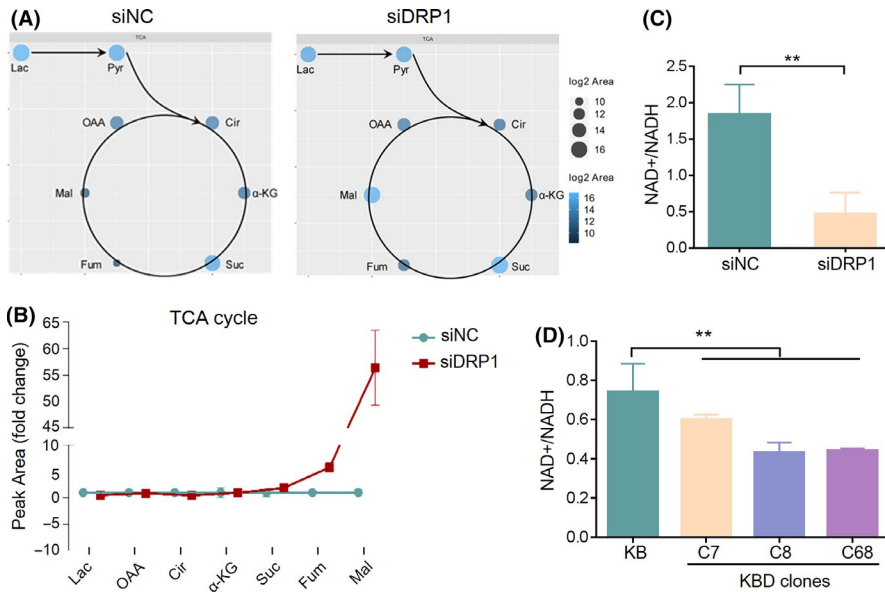 (A)
siNC
TCA
Lac
Pyr
OAA
Cir
Mal
α-KG
Fum
Suc
siDRP1
TCA
Lac
Pyr
OAA
Cir
Mal
α-KG
Fum
Suc
log2 Area
10
12
14
16
log2 Area
16
14
12
10
(B)
TCA cycle
siNC
siDRP1
Peak Area (fold change)
65
60
55
50
45
10
5
0
−5
−10
Lac
OAA
Cir
α-KG
Suc
Fum
Mal
(C)
**
NAD+/NADH
2.5
2.0
1.5
1.0
0.5
0.0
siNC
siDRP1
(D)
**
NAD+/NADH
1.0
0.8
0.6
0.4
0.2
0.0
KB
C7
C8
C68
KBD clones